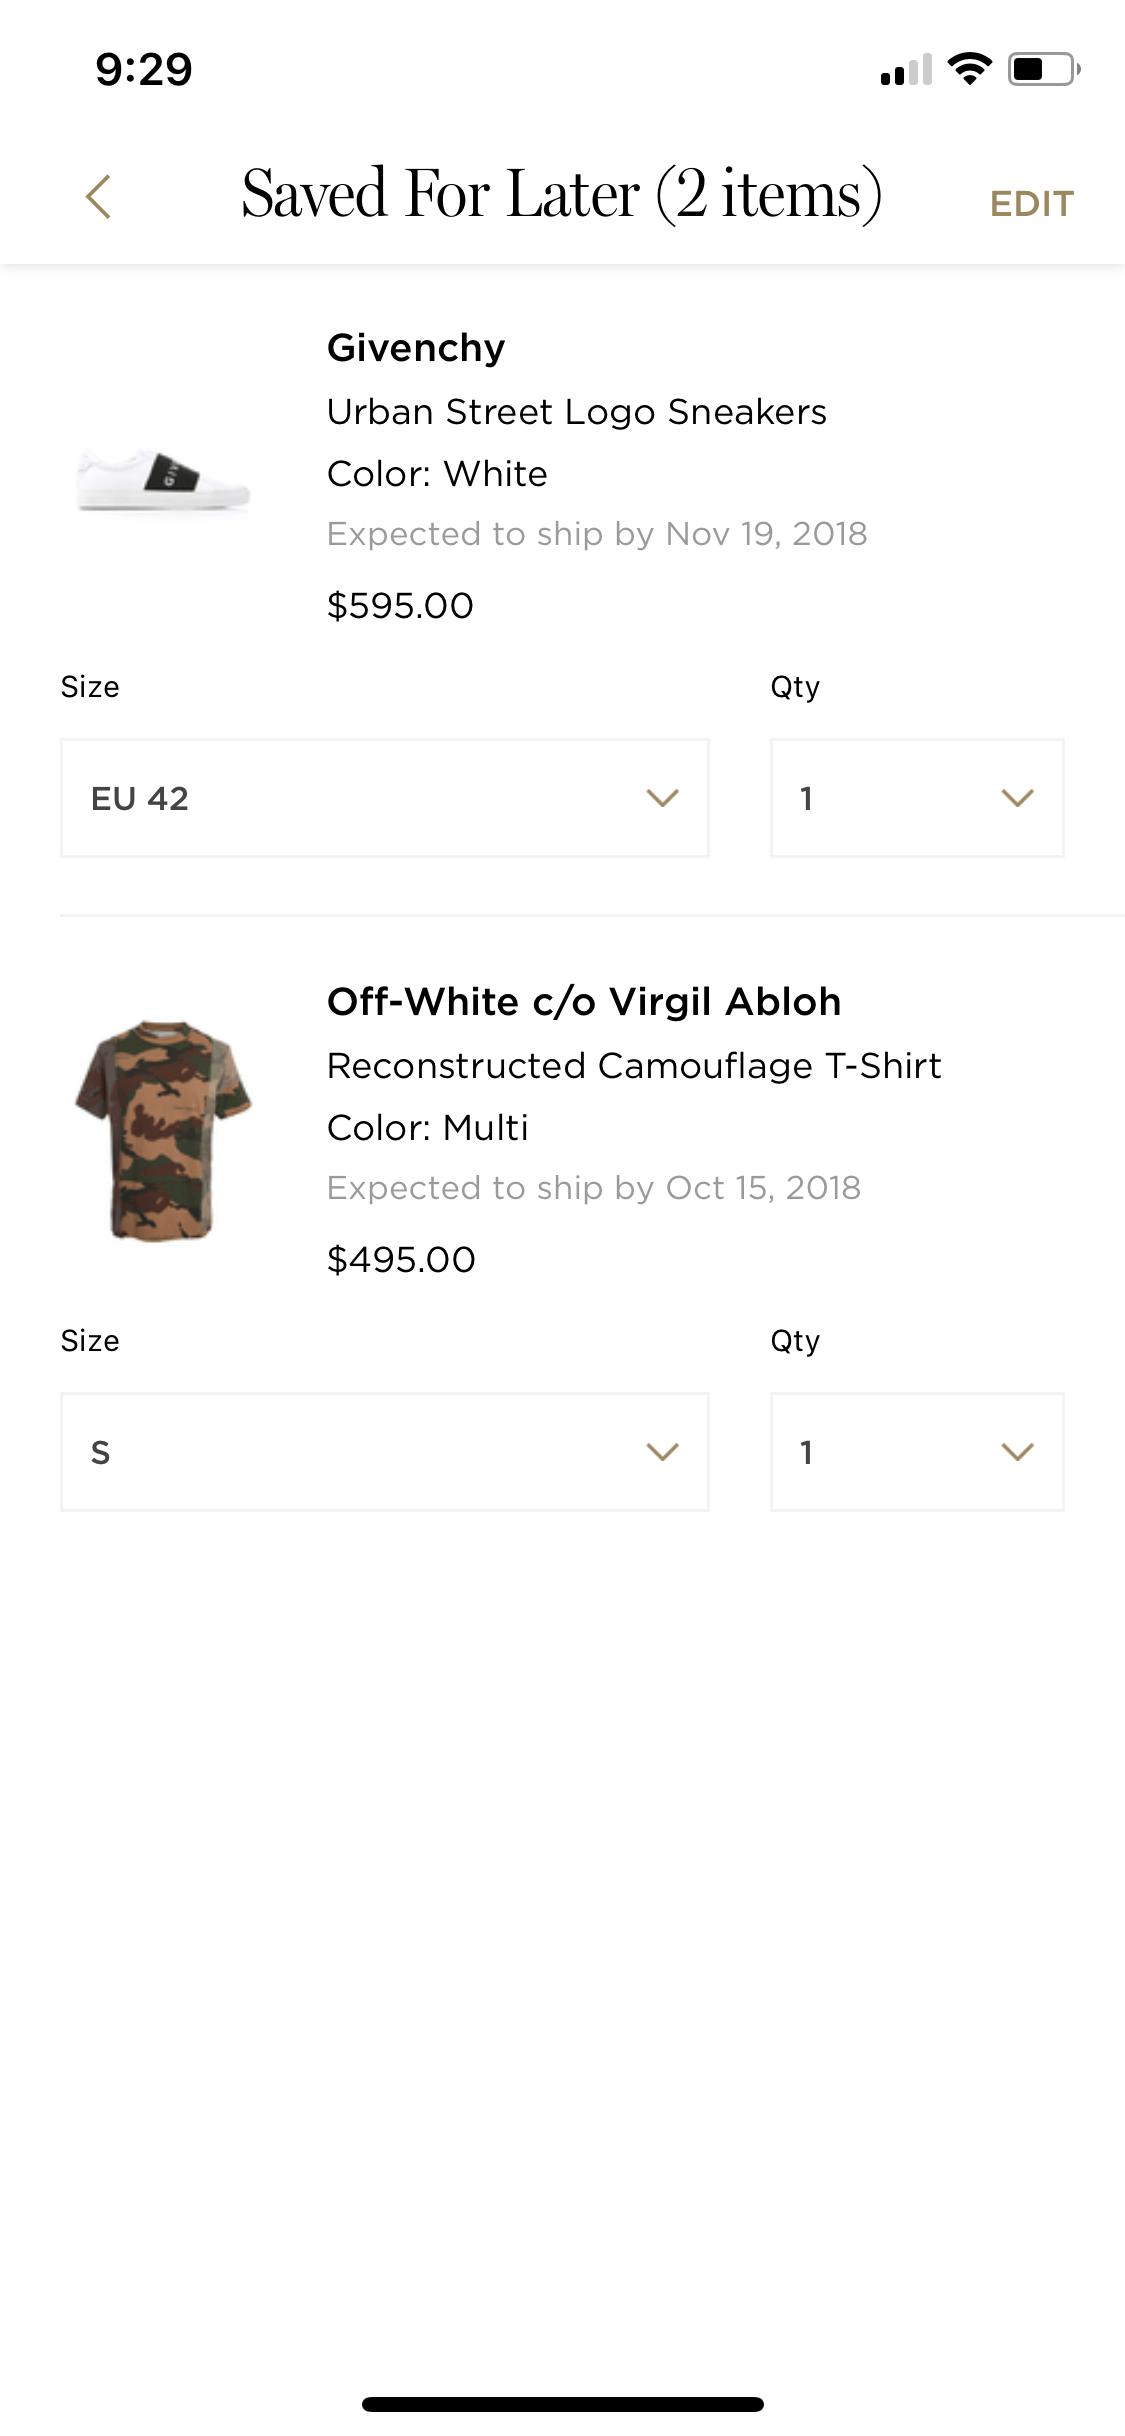 9:29
Saved For Later (2 items)
EDIT
Givenchy
Urban Street Logo Sneakers
Color: White
Expected to ship by Nov 19, 2018
$595.00
Size
Qty
EU 42
1
Off-White c/o Virgil Abloh
Reconstructed Camouflage T-Shirt
Color: Multi
Expected to ship by Oct 15, 2018
$495.00
Size
Qty
S
1